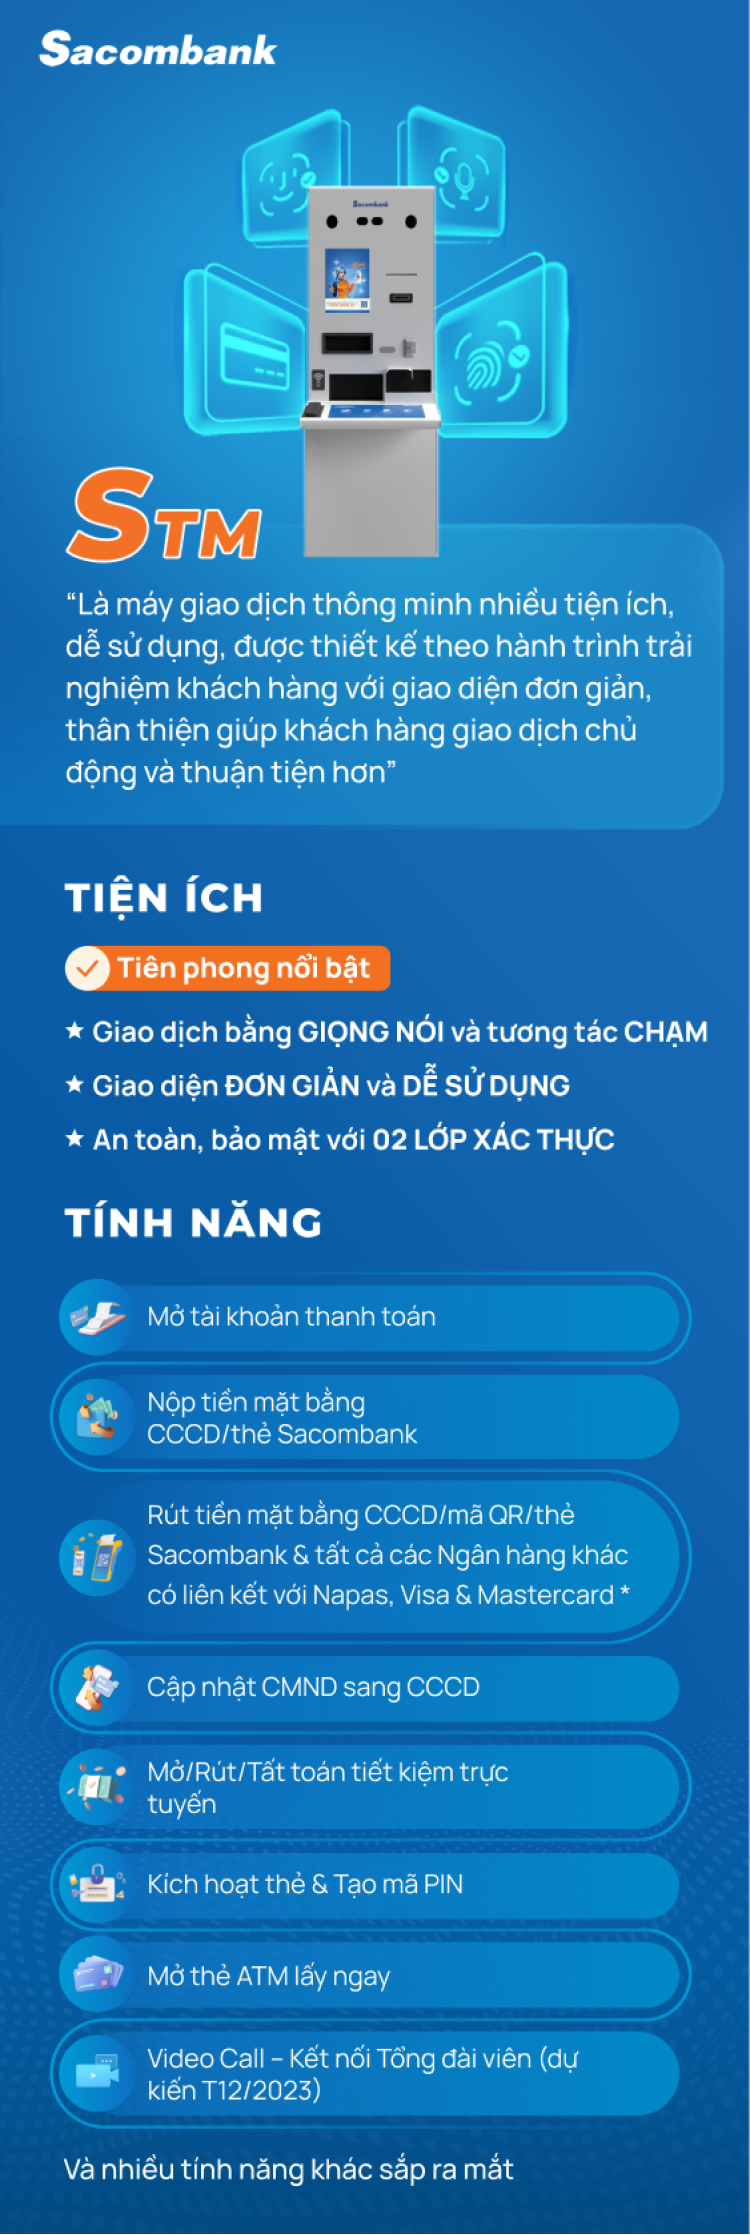 Sacombank
Sacombank
STM
“Là máy giao dịch thông minh nhiều tiện ích,
dễ sử dụng, được thiết kế theo hành trình trải
nghiệm khách hàng với giao diện đơn giản,
thân thiện giúp khách hàng giao dịch chủ
động và thuận tiện hơn”
TIỆN ÍCH
Tiên phong nổi bật
★ Giao dịch bằng GIỌNG NÓI và tương tác CHẠM
★ Giao diện ĐƠN GIẢN và DỄ SỬ DỤNG
★ An toàn, bảo mật với 02 LỚP XÁC THỰC
TÍNH NĂNG
Mở tài khoản thanh toán
Nộp tiền mặt bằng
CCCD/thẻ Sacombank
Rút tiền mặt bằng CCCD/mã QR/thẻ
Sacombank & tất cả các Ngân hàng khác
có liên kết với Napas, Visa & Mastercard *
Cập nhật CMND sang CCCD
Mở/Rút/Tất toán tiết kiệm trực
tuyến
Kích hoạt thẻ & Tạo mã PIN
Mở thẻ ATM lấy ngay
Video Call – Kết nối Tổng đài viên (dự
kiến T12/2023)
Và nhiều tính năng khác sắp ra mắt